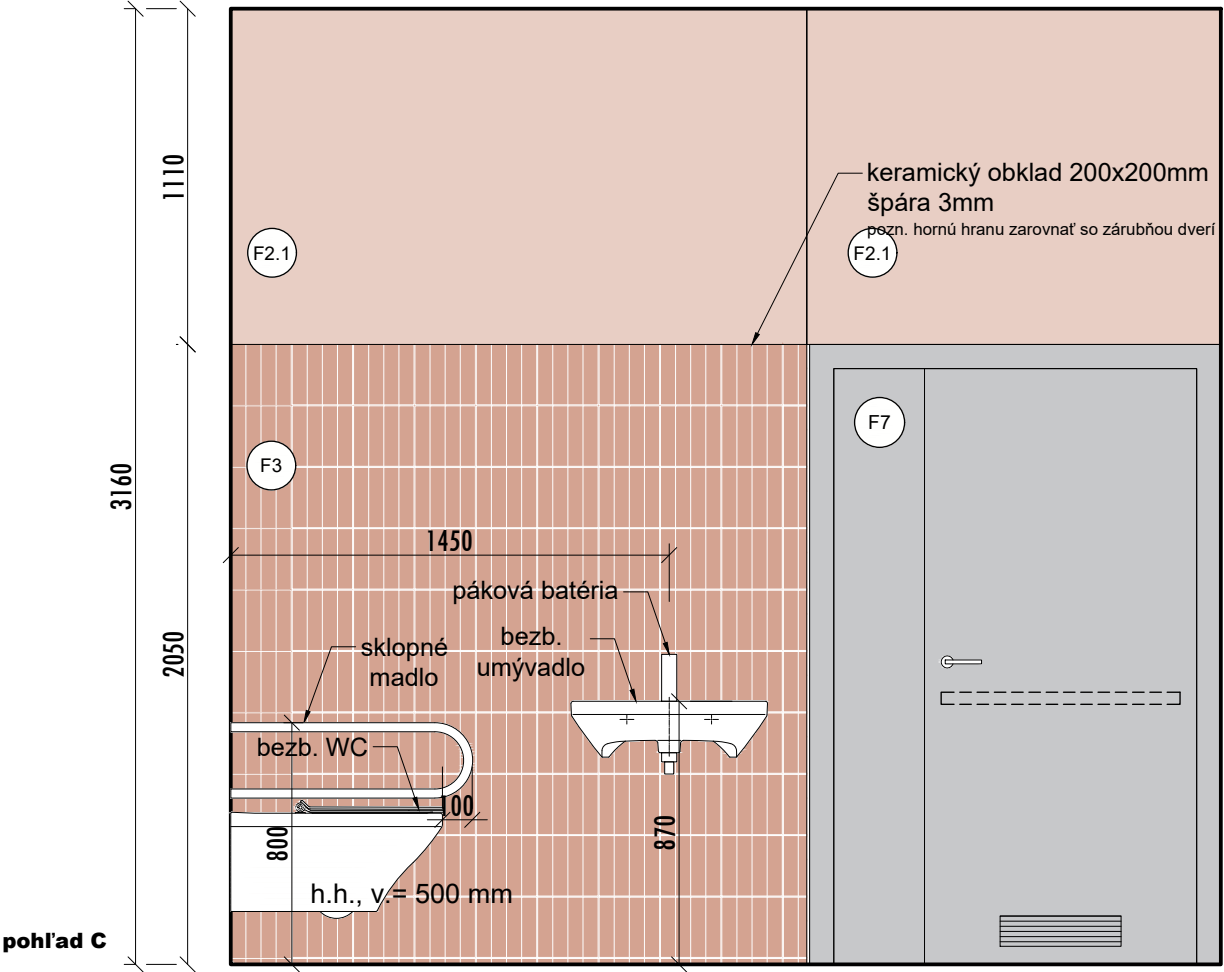 1110
keramický obklad 200x200mm
špára 3mm
pozn. hornú hranu zarovnať so zárubňou dverí
F2.1
F2.1
F7
F3
3160
1450
páková batéria
bezb.
umývadlo
sklopné
madlo
2050
bezb. WC
100
800
870
h.h., v.= 500 mm
pohľad C